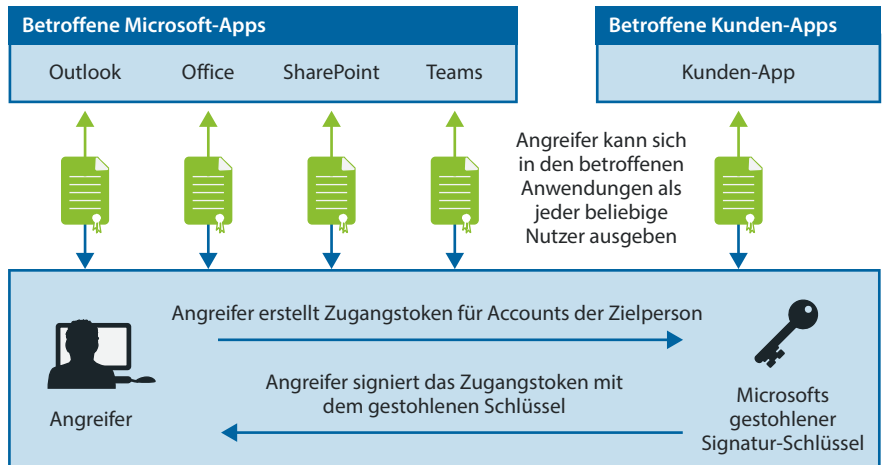 Betroffene Microsoft-Apps
Outlook Office SharePoint Teams
Betroffene Kunden-Apps
Kunden-App
Angreifer kann sich
in den betroffenen
Anwendungen als
jeder beliebige
Nutzer ausgeben
Angreifer erstellt Zugangstoken für Accounts der Zielperson
Angreifer signiert das Zugangstoken mit
dem gestohlenen Schlüssel
Angreifer
Microsofts
gestohlener
Signatur-Schlüssel